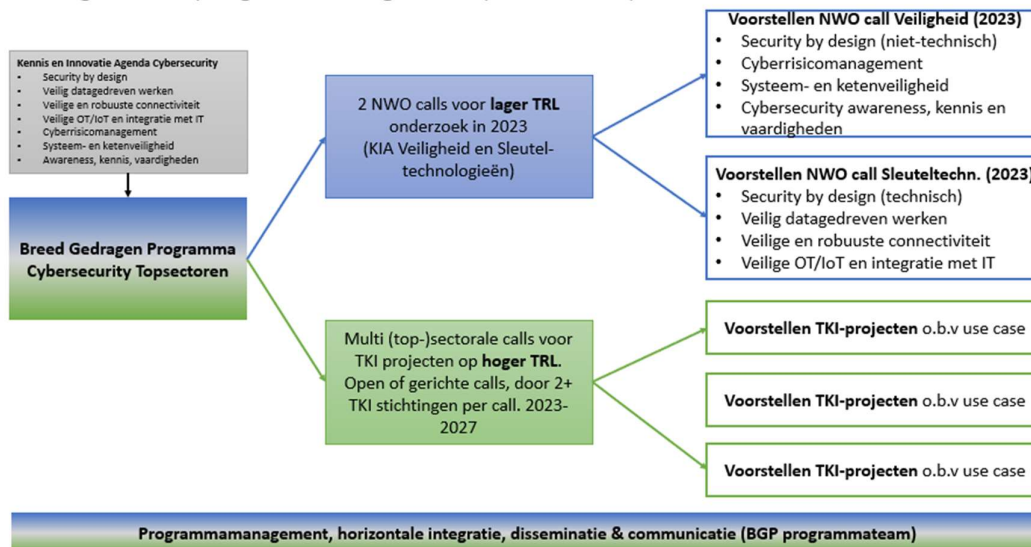 Kennis en Innovatie Agenda Cybersecurity
• Security by design
• Veilig datagedreven werken
• Veilige en robuuste connectiviteit
• Veilige OT/IoT en integratie met IT
• Cyberrisicomanagement
• Systeem- en ketenveiligheid
• Awareness, kennis, vaardigheden
Breed Gedragen Programma
Cybersecurity Topsectoren
2 NWO calls voor lager TRL
onderzoek in 2023
(KIA Veiligheid en Sleutel-
technologieën)
Voorstellen NWO call Veiligheid (2023)
• Security by design (niet-technisch)
• Cyberrisicomanagement
• Systeem- en ketenveiligheid
• Cybersecurity awareness, kennis en
vaardigheden
Voorstellen NWO call Sleuteltechn. (2023)
• Security by design (technisch)
• Veilig datagedreven werken
• Veilige en robuuste connectiviteit
• Veilige OT/IoT en integratie met IT
Multi (top-)sectorale calls voor
TKI projecten op hoger TRL.
Open of gerichte calls, door 2+
TKI stichtingen per call. 2023-
2027
Voorstellen TKI-projecten o.b.v use case
Voorstellen TKI-projecten o.b.v use case
Voorstellen TKI-projecten o.b.v use case
Programmamanagement, horizontale integratie, disseminatie & communicatie (BGP programmateam)